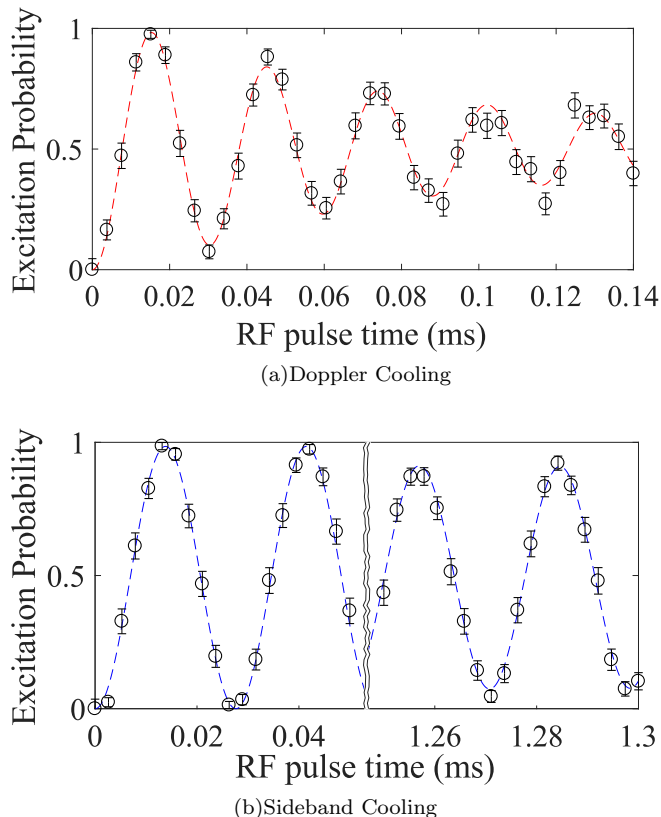 1
0.5
0
Excitation Probability
0 0.02 0.04 0.06 0.08 0.1 0.12 0.14
RF pulse time (ms)
(a)Doppler Cooling
1
0.5
0
Excitation Probability
0 0.02 0.04 1.26 1.28 1.3
RF pulse time (ms)
(b)Sideband Cooling